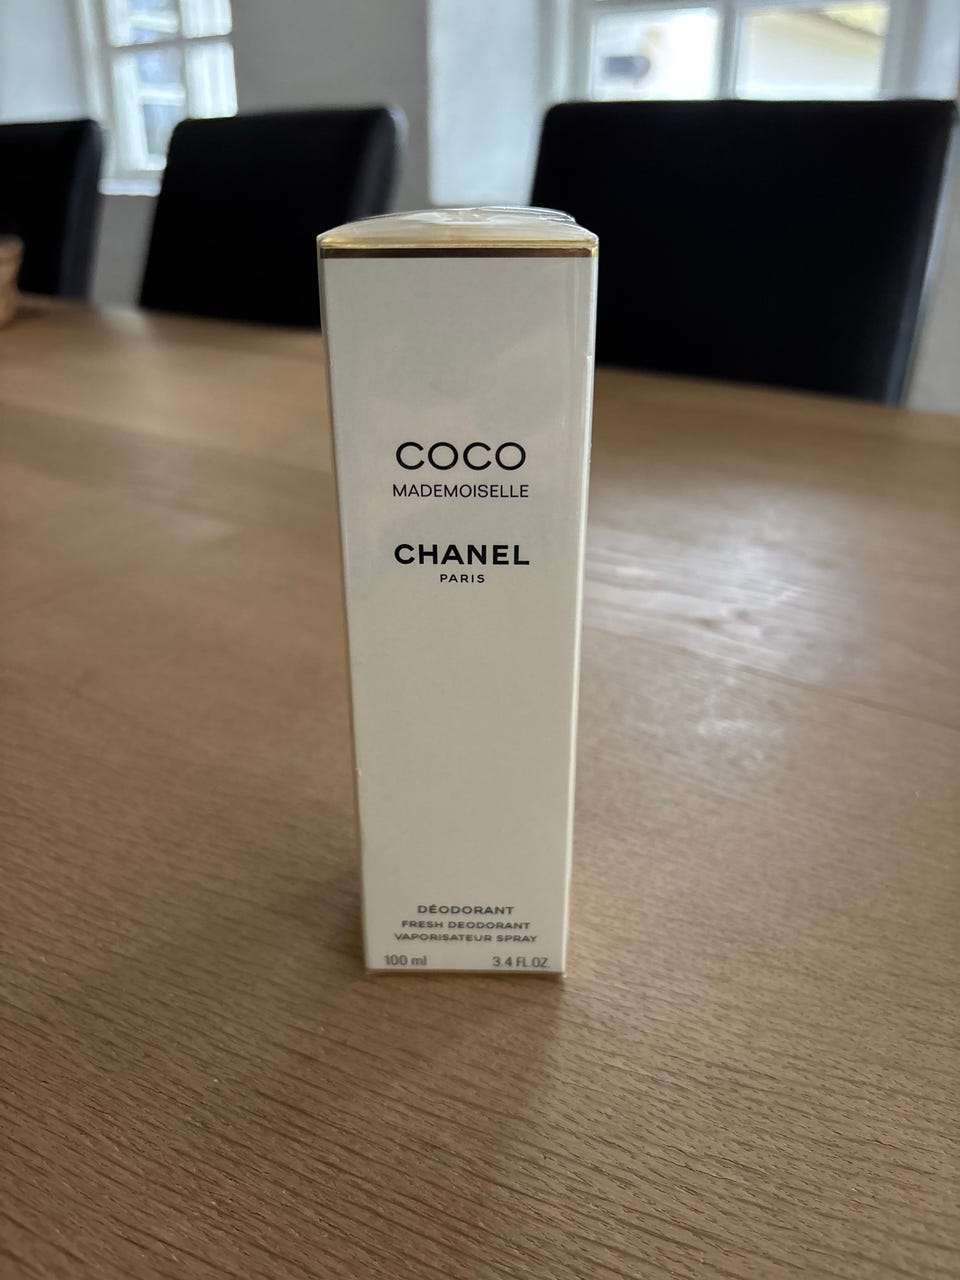 COCO
MADEMOISELLE
CHANEL
PARIS
DÉODORANT
FRESH DEODORANT
VAPORISATEUR SPRAY
100 ml 3.4 FL.OZ.